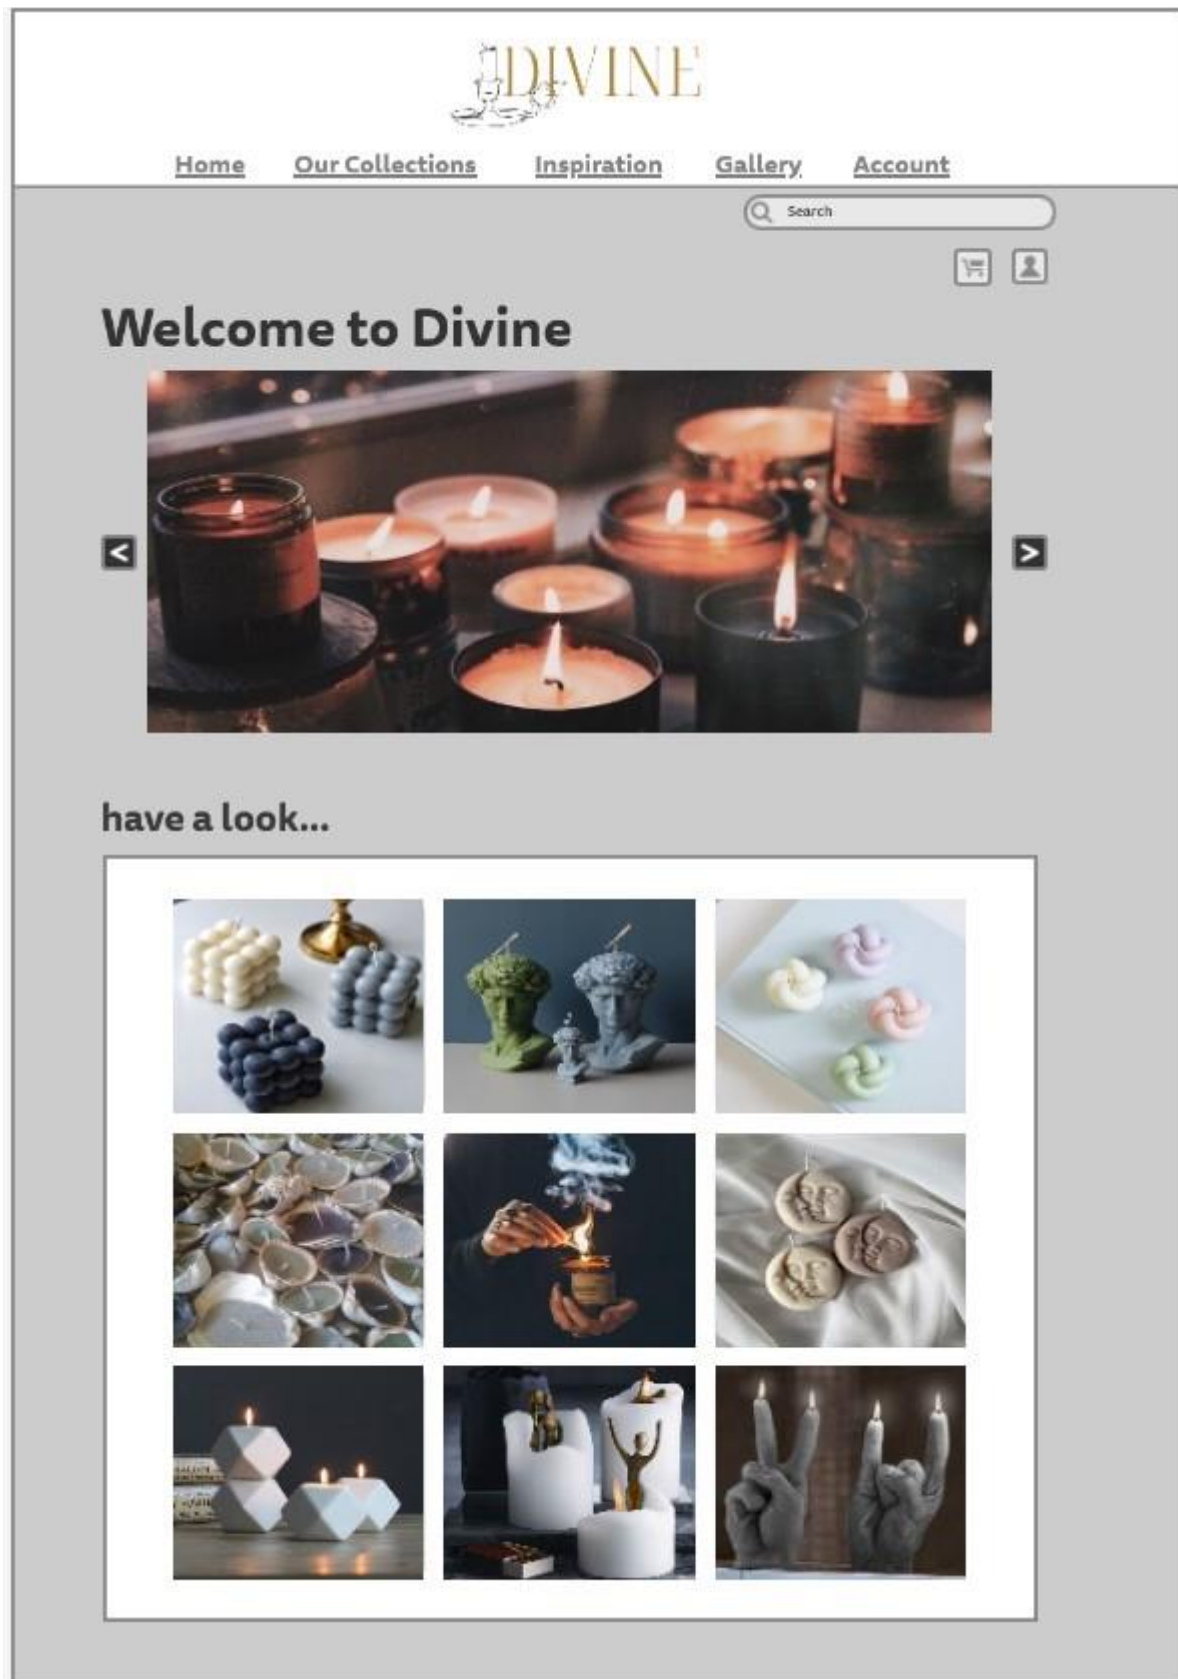 DIVINE
Home Our Collections Inspiration Gallery Account
Search
< >
Welcome to Divine
have a look...